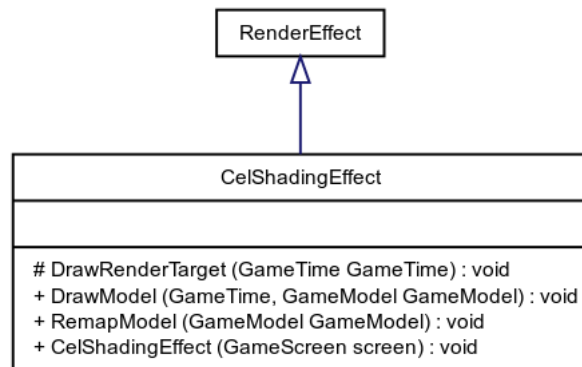 RenderEffect
CelShadingEffect
# DrawRenderTarget (GameTime GameTime) : void
+ DrawModel (GameTime, GameModel GameModel) : void
+ RemapModel (GameModel GameModel) : void
+ CelShadingEffect (GameScreen screen) : void